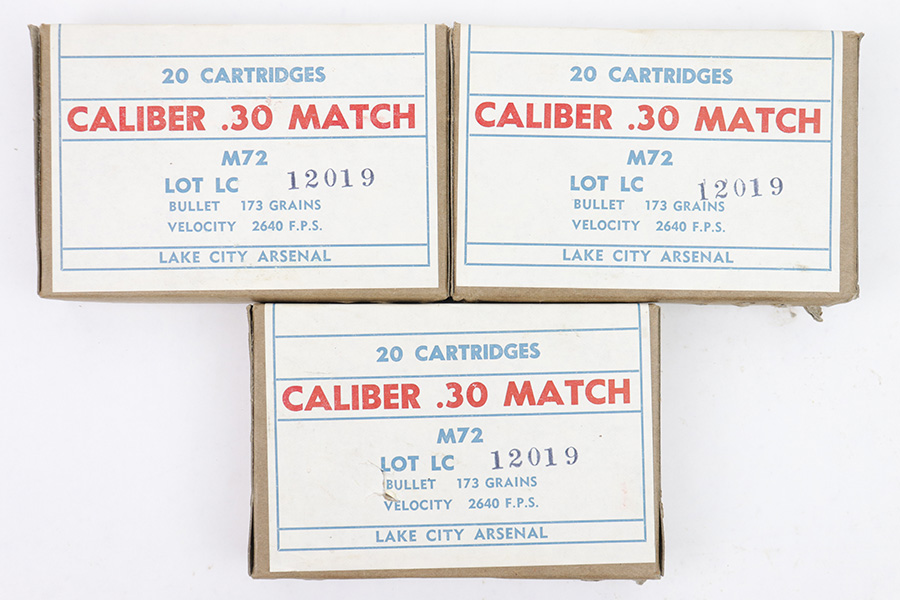 20 CARTRIDGES
CALIBER .30 MATCH
M72
LOT LC 12019
BULLET 173 GRAINS
VELOCITY 2640 F.P.S.
LAKE CITY ARSENAL
20 CARTRIDGES
CALIBER .30 MATCH
M72
LOT LC 12019
BULLET 173 GRAINS
VELOCITY 2640 F.P.S.
LAKE CITY ARSENAL
20 CARTRIDGES
CALIBER .30 MATCH
M72
LOT LC 12019
BULLET 173 GRAINS
VELOCITY 2640 F.P.S.
LAKE CITY ARSENAL